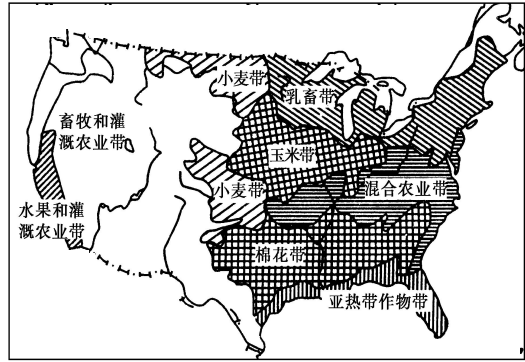 小麦带
乳畜带
畜牧和灌
溉农业带
玉米带
小麦带
混合农业带
水果和灌
溉农业带
棉花带
亚热带作物带